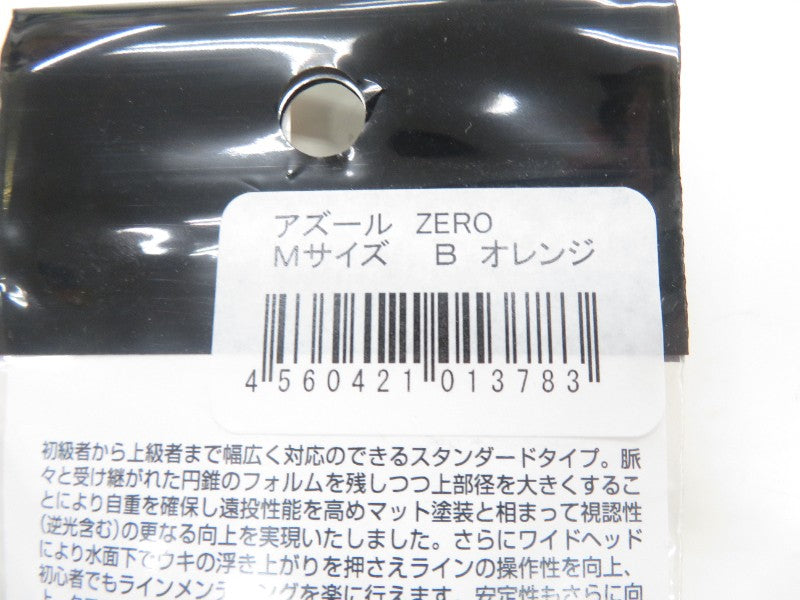 アズール ZERO
Mサイズ B オレンジ
4 560421 013783
初級者から上級者まで幅広く対応のできるスタンダードタイプ。脈
々と受け継がれた円錐のフォルムを残しつつ上部径を大きくするこ
とにより自重を確保し遠投性能を高めマット塗装と相まって視認性
(逆光含む)の更なる向上を実現いたしました。さらにワイドヘッド
により水面下でウキの浮き上がりを押さえラインの操作性を向上、
初心者でもラインメンディングを楽に行えます。安定性もさらに向